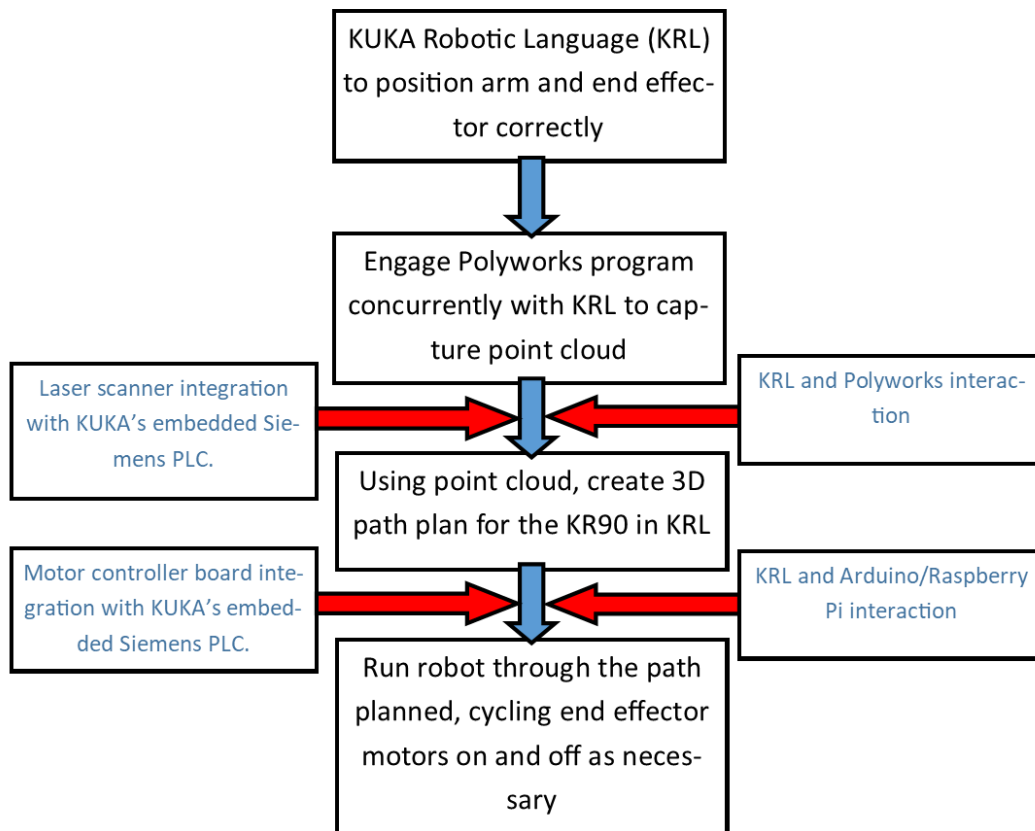 KUKA Robotic Language (KRL)
to position arm and end effec-
tor correctly
Engage Polyworks program
concurrently with KRL to cap-
ture point cloud
Laser scanner integration
with KUKA's embedded Sie-
mens PLC.
KRL and Polyworks interac-
tion
Using point cloud, create 3D
path plan for the KR90 in KRL
Motor controller board inte-
gration with KUKA's embed-
ded Siemens PLC.
KRL and Arduino/Raspberry
Pi interaction
Run robot through the path
planned, cycling end effector
motors on and off as neces-
sary